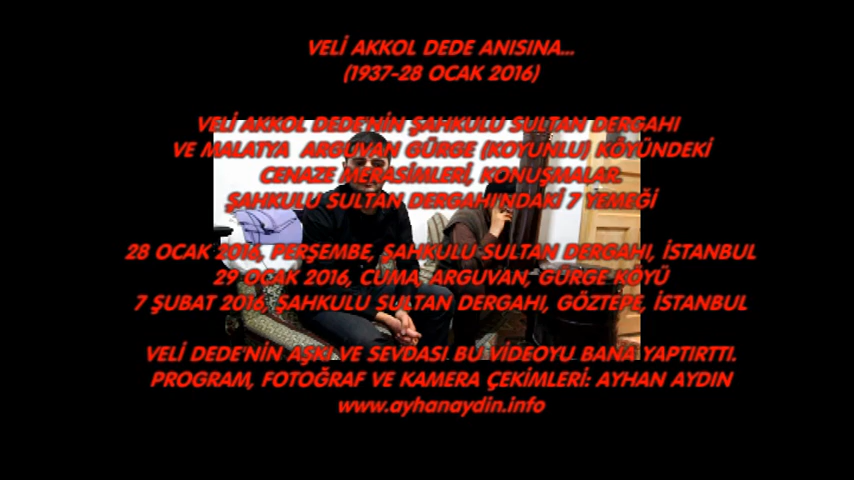 VELİ AKKOL DEDE ANISINA...
(1937-28 OCAK 2016)
VELİ AKKOL DEDE'NİN ŞAHKULU SULTAN DERGAHI
VE MALATYA ARGUVAN GÜRGE (KOYUNLU) KÖYÜNDEKİ
CENAZE MERASİMLERİ, KONUŞMALAR.
ŞAHKULU SULTAN DERGAHI'NDAKİ 7 YEMEĞİ
28 OCAK 2016, PERŞEMBE, ŞAHKULU SULTAN DERGAHI, İSTANBUL
29 OCAK 2016, CUMA, ARGUVAN, GÜRGE KÖYÜ
7 ŞUBAT 2016, ŞAHKULU SULTAN DERGAHI, GÖZTEPE, İSTANBUL
VELİ DEDE'NİN AŞKI VE SEVDASI BU VİDEOYU BANA YAPTIRTTI.
PROGRAM, FOTOĞRAF VE KAMERA ÇEKİMLERİ: AYHAN AYDIN
www.ayhanaydin.info